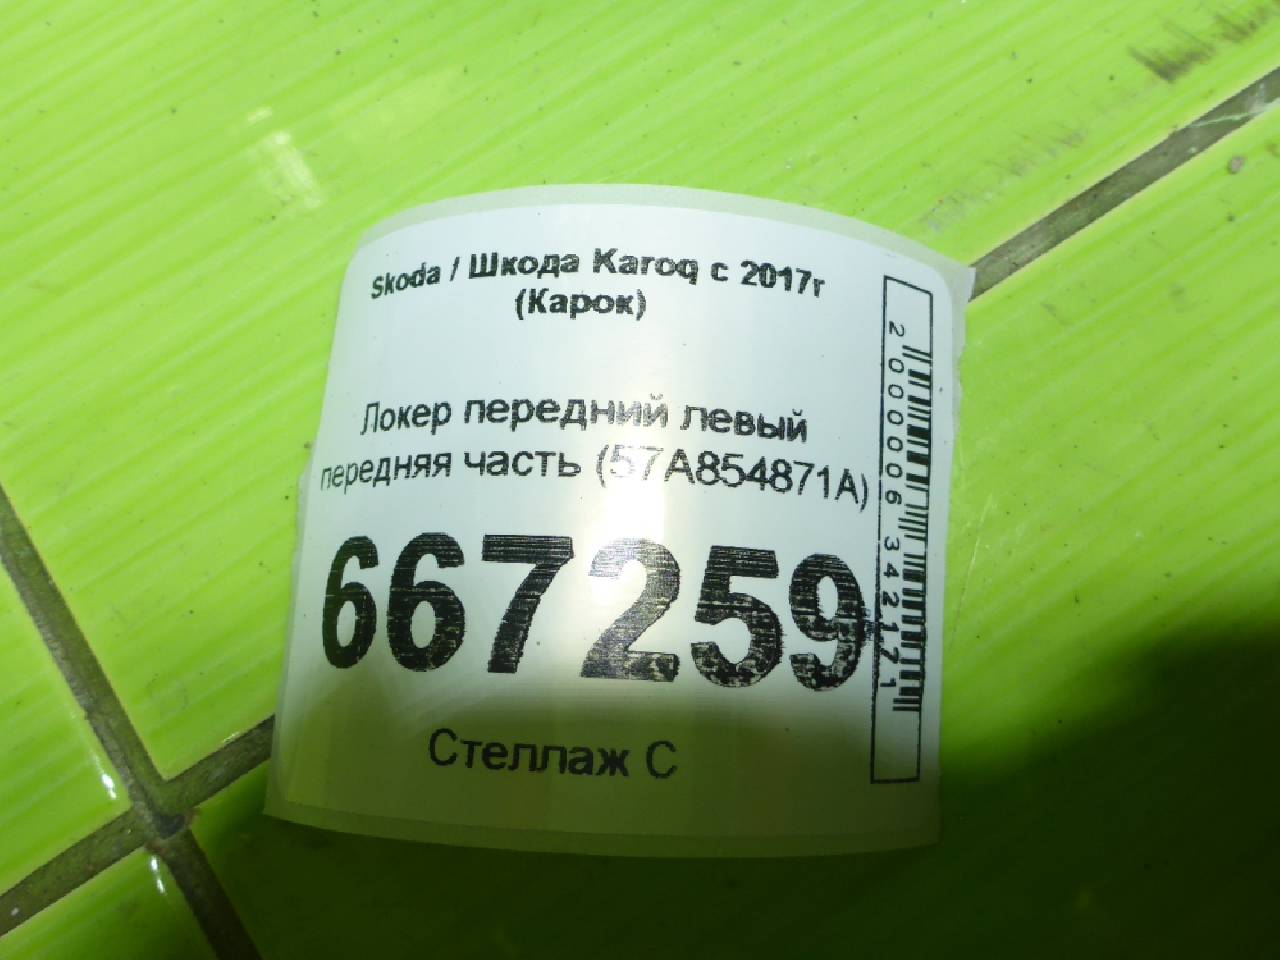 Skoda / Шкода Karoq с 2017г
(Карок)
Локер передний левый
передняя часть (57A854871A)
667259
Стеллаж С
2000006342171